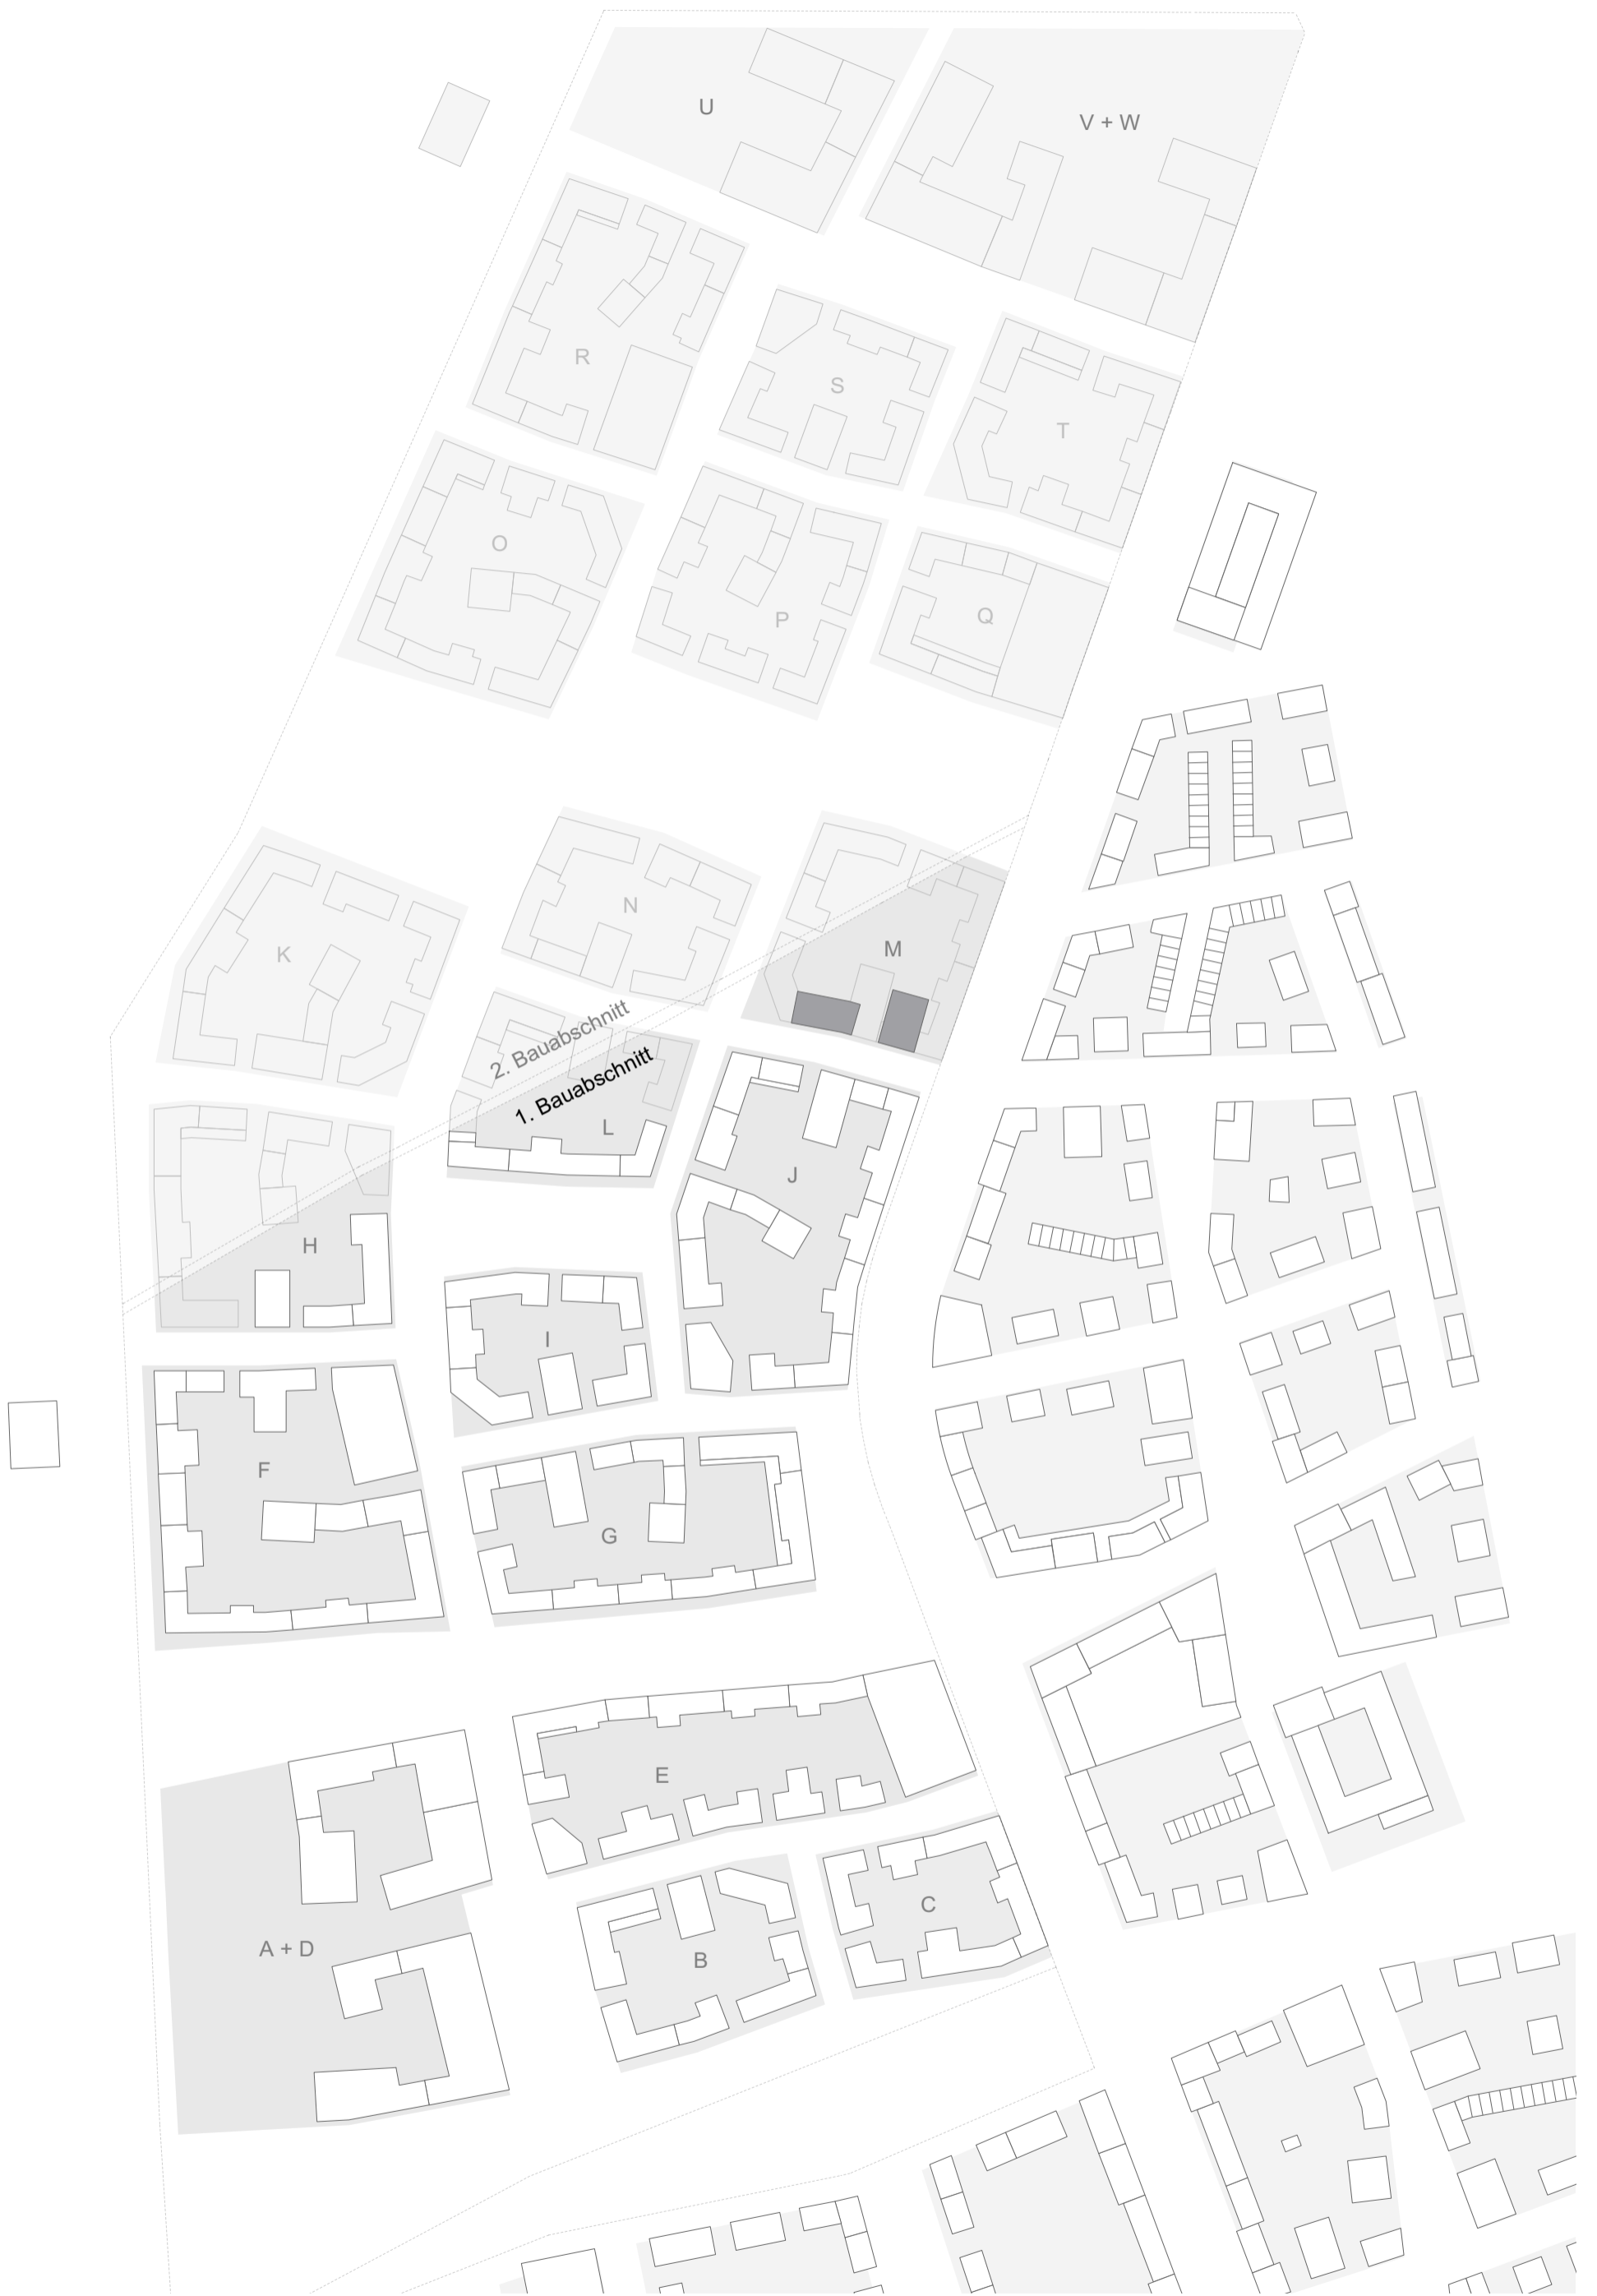 U
V + W
R
S
T
O
P
Q
N
K
M
2. Bauabschnitt
1. Bauabschnitt
L
J
H
I
F
G
E
C
B
A + D